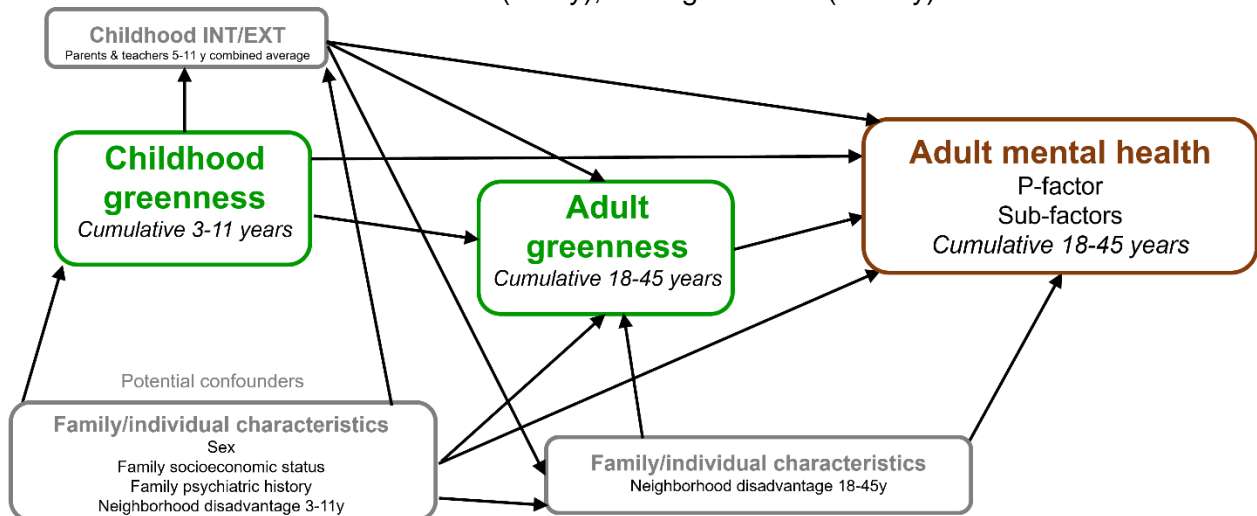 Childhood INT/EXT
Parents & teachers 5-11 y combined average
Childhood
greenness
Cumulative 3-11 years
Adult
greenness
Cumulative 18-45 years
Adult mental health
P-factor
Sub-factors
Cumulative 18-45 years
Potential confounders
Family/individual characteristics
Sex
Family socioeconomic status
Family psychiatric history
Neighborhood disadvantage 3-11y
Family/individual characteristics
Neighborhood disadvantage 18-45y